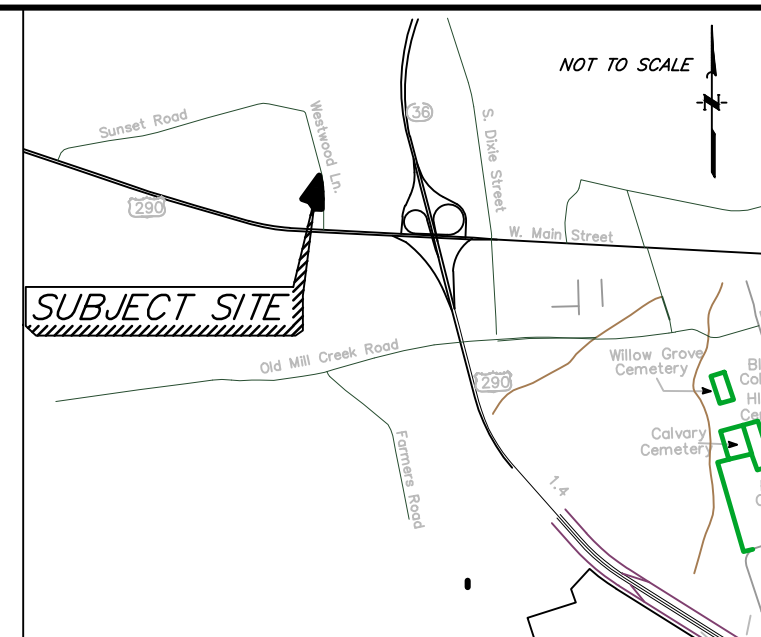 NOT TO SCALE
N
36
Sunset Road
Westwood Ln.
S. Dixie Street
290
W. Main Street
SUBJECT SITE
Old Mill Creek Road
290
Willow Grove
Cemetery
Calvary
Cemetery
Farmers Road
1.4